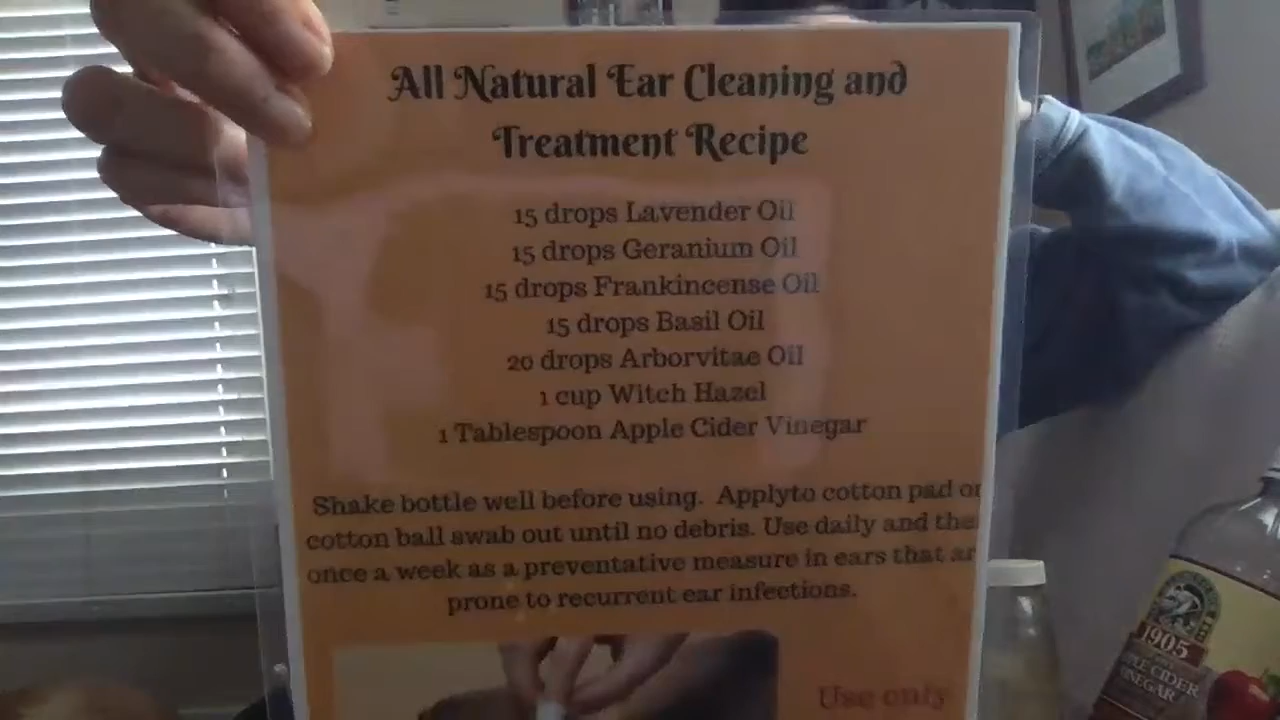 All Natural Ear Cleaning and
Treatment Recipe
15 drops Lavender Oil
15 drops Geranium Oil
15 drops Frankincense Oil
15 drops Basil Oil
20 drops Arborvitae Oil
1 cup Witch Hazel
1 Tablespoon Apple Cider Vinegar
Shake bottle well before using. Applyto cotton pad or
cotton ball swab out until no debris. Use daily and the
once a week as a preventative measure in ears that ar
prone to recurrent ear infections.
Use only
1905
PLE CIDER
VINEGAR